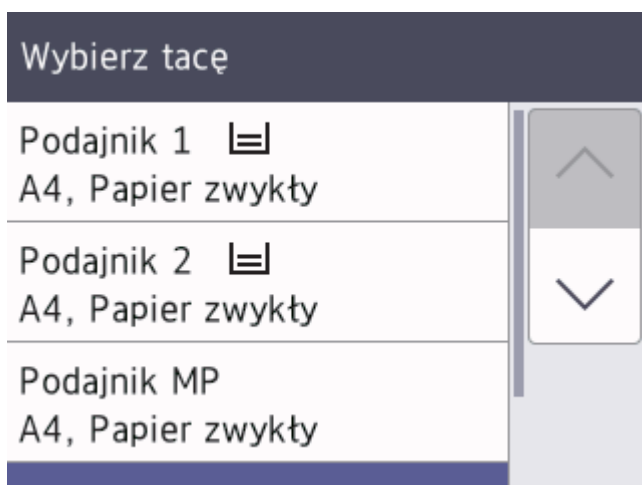 Wybierz tacę
Podajnik 1
A4, Papier zwykły
Podajnik 2
A4, Papier zwykły
Podajnik MP
A4, Papier zwykły